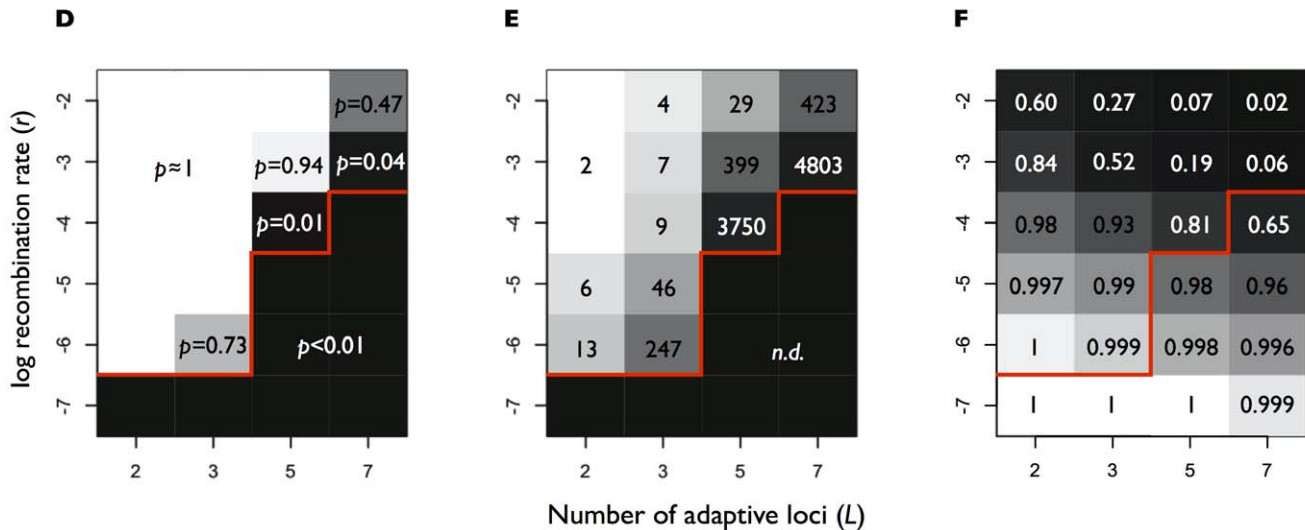 D E F
-2 p=0.47 -2 4 29 423 -2 0.60 0.27 0.07 0.02
-3 p≈1 p=0.94 p=0.04 -3 2 7 399 4803 -3 0.84 0.52 0.19 0.06
-4 p=0.01 -4 9 3750 -4 0.98 0.93 0.81 0.65
-5 -5 6 46 -5 0.997 0.99 0.98 0.96
-6 p=0.73 p<0.01 -6 13 247 n.d. -6 1 0.999 0.998 0.996
-7 -7 -7 1 1 1 0.999
2 3 5 7 2 3 5 7 2 3 5 7
log recombination rate (r)
Number of adaptive loci (L)